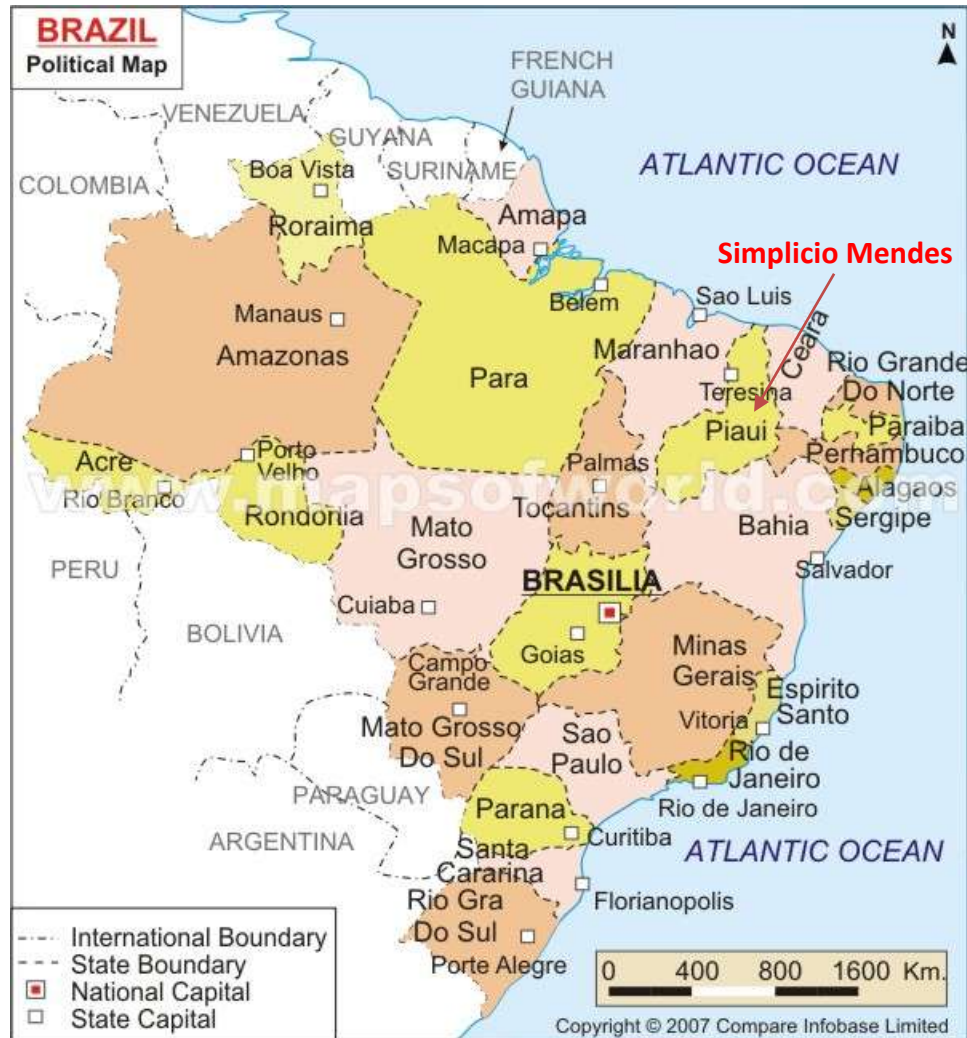 BRAZIL
Political Map
N
FRENCH
GUIANA
VENEZUELA
GUYANA
SURINAME
COLOMBIA
ATLANTIC OCEAN
Boa Vista
Roraima
Amapa
Macapa
Simplicio Mendes
Belem
Sao Luis
Manaus
Amazonas
Para
Maranhao
Ceara
Teresina
Rio Grande
Do Norte
Piaui
Paraiba
Pernambuco
Acre
Porto
Velho
Palmas
Alagaos
www.mapsofworld.com
Rio Branco
Rondonia
Tocantins
Bahia
Sergipe
Mato
Grosso
PERU
BRASILIA
Salvador
Cuiaba
BOLIVIA
Goias
Minas
Gerais
Campo
Grande
Espirito
Santo
Vitoria
Mato Grosso
Do Sul
Sao
Paulo
Rio de
Janeiro
PARAGUAY
Parana
Rio de Janeiro
ARGENTINA
Curitiba
Santa
Cararina
ATLANTIC OCEAN
Rio Gra
Do Sul
Florianopolis
Porte Alegre
International Boundary
State Boundary
National Capital
State Capital
0 400 800 1600 Km.
Copyright © 2007 Compare Infobase Limited